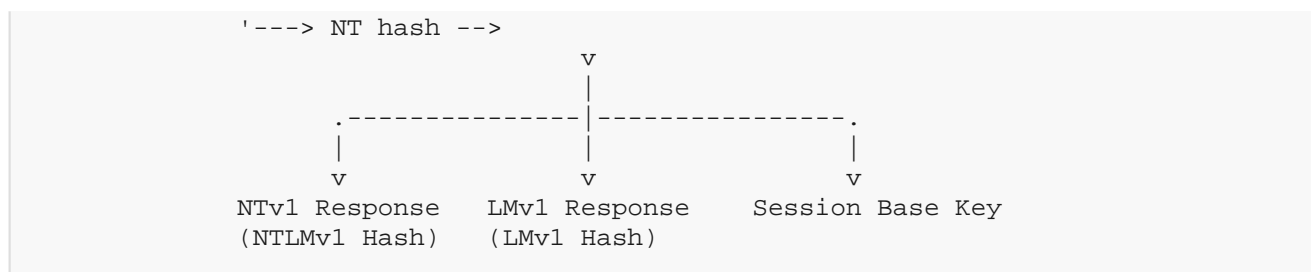 '---> NT hash -->
v
|
.---------------|----------------.
| | |
v v v
NTv1 Response LMv1 Response Session Base Key
(NTLMv1 Hash) (LMv1 Hash)